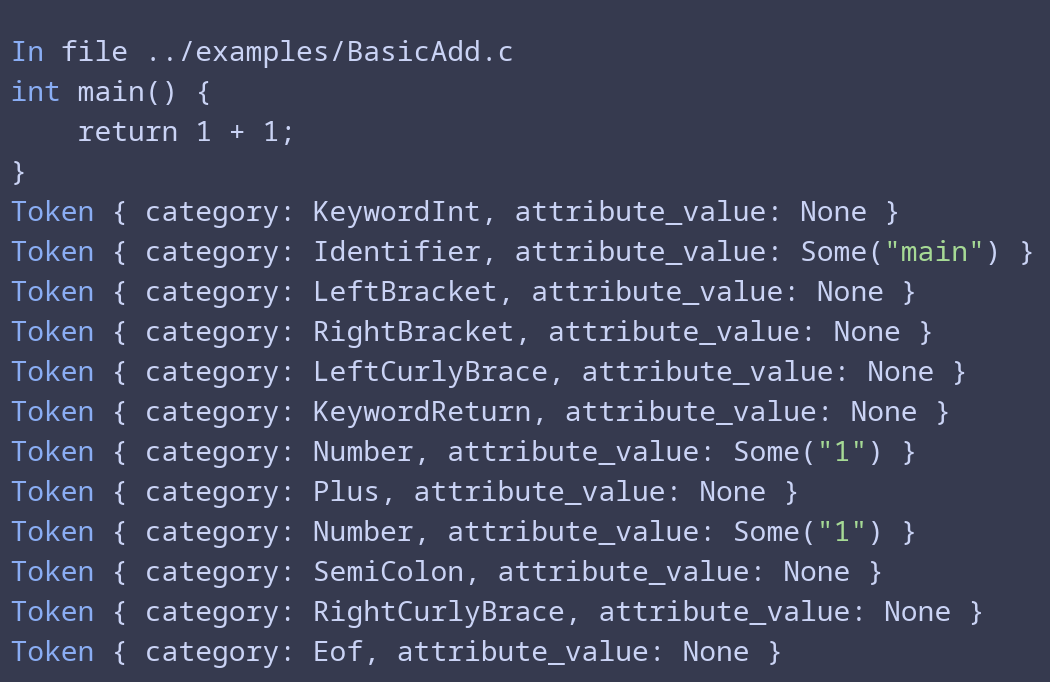 In file ../examples/BasicAdd.c
int main() {
    return 1 + 1;
}
Token { category: KeywordInt, attribute_value: None }
Token { category: Identifier, attribute_value: Some("main") }
Token { category: LeftBracket, attribute_value: None }
Token { category: RightBracket, attribute_value: None }
Token { category: LeftCurlyBrace, attribute_value: None }
Token { category: KeywordReturn, attribute_value: None }
Token { category: Number, attribute_value: Some("1") }
Token { category: Plus, attribute_value: None }
Token { category: Number, attribute_value: Some("1") }
Token { category: SemiColon, attribute_value: None }
Token { category: RightCurlyBrace, attribute_value: None }
Token { category: Eof, attribute_value: None }